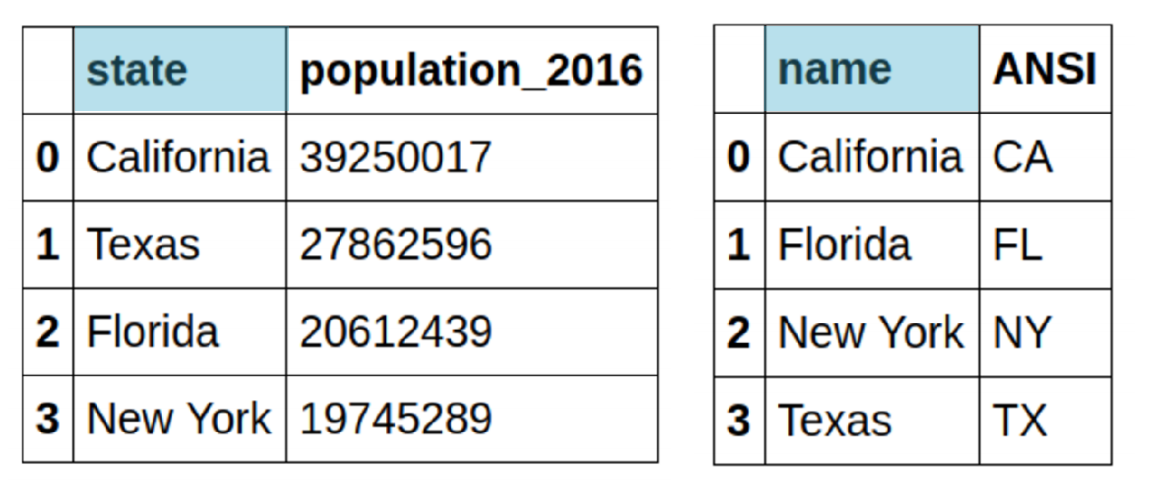 state population_2016
0 California 39250017
1 Texas 27862596
2 Florida 20612439
3 New York 19745289
name ANSI
0 California CA
1 Florida FL
2 New York NY
3 Texas TX